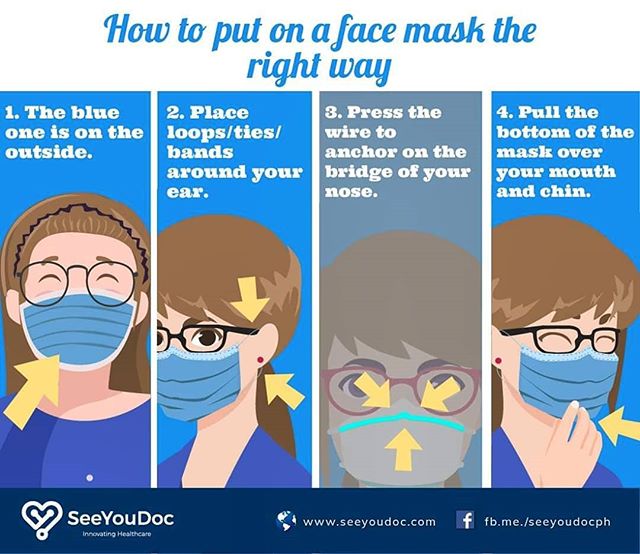 How to put on a face mask the
right way
1. The blue
one is on the
outside.
2. Place
loops/ties/
bands
around your
ear.
3. Press the
wire to
anchor on the
bridge of your
nose.
4. Pull the
bottom of the
mask over
your mouth
and chin.
SeeYouDoc
Innovating Healthcare
www.seeyoudoc.com
fb.me./seeyoudocph